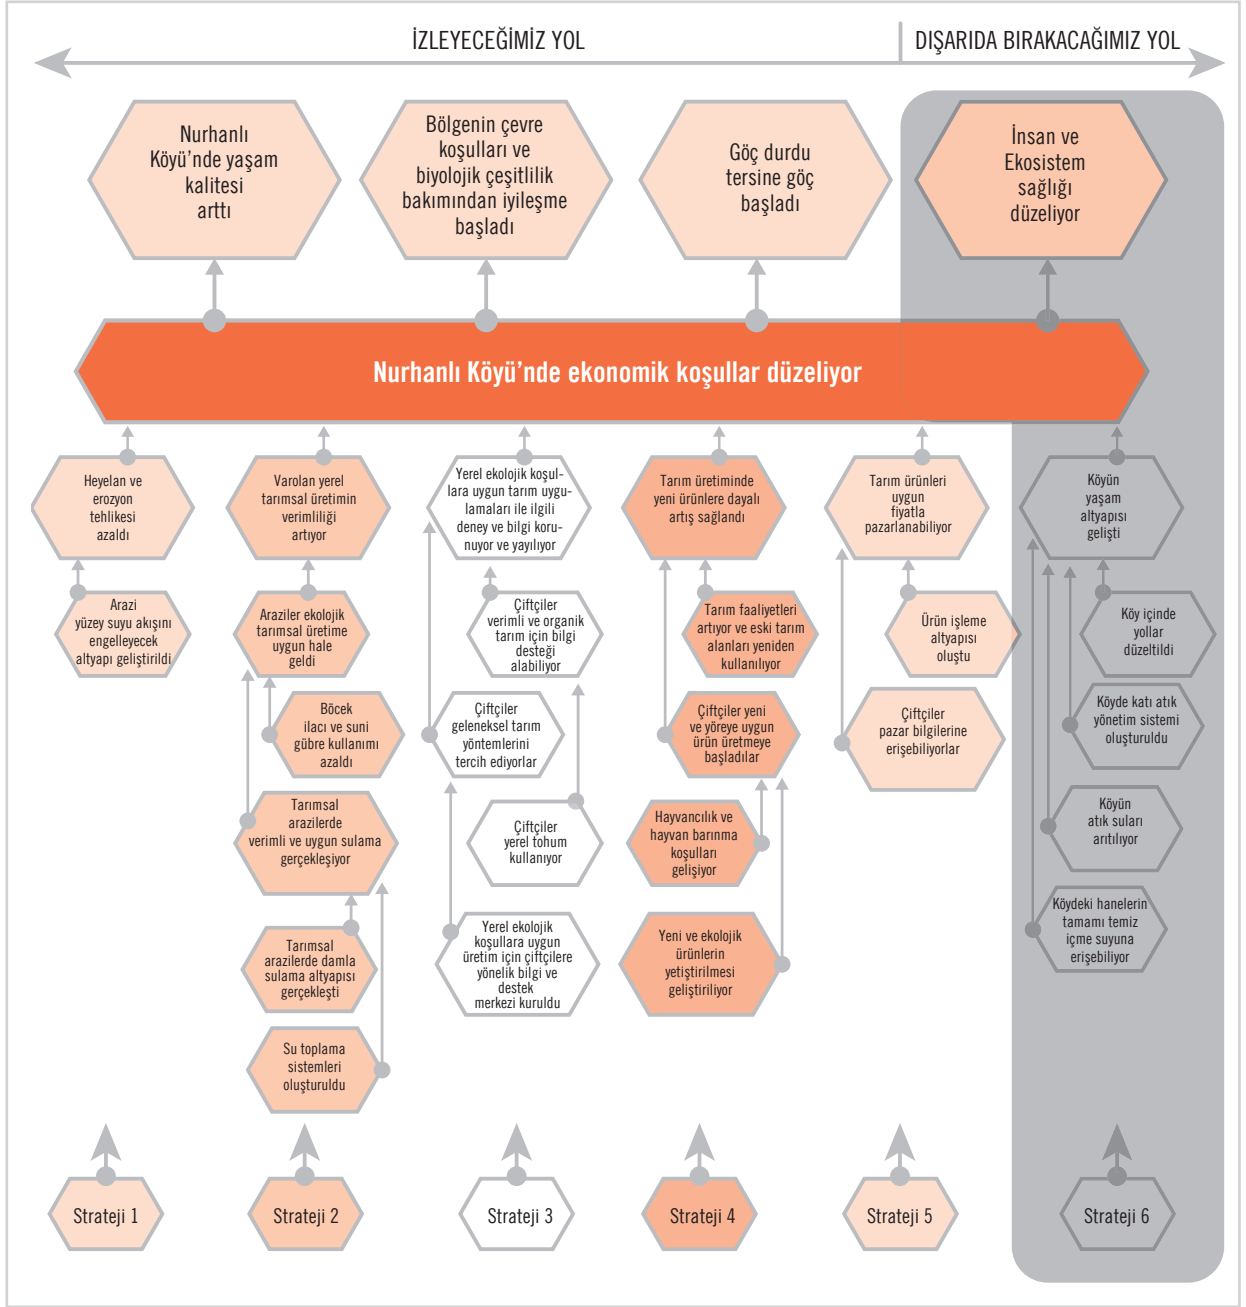 İZLEYECEĞİMİZ YOL
DIŞARIDA BIRAKACAĞIMIZ YOL
Nurhanlı
Köyü'nde yaşam
kalitesi
arttı
Bölgenin çevre
koşulları ve
biyolojik çeşitlilik
bakımından iyileşme
başladı
Göç durdu
tersine göç
başladı
İnsan ve
Ekosistem
sağlığı
düzeliyor
Nurhanlı Köyü'nde ekonomik koşullar düzeliyor
Heyelan ve
erozyon
tehlikesi
azaldı
Arazi
yüzey suyu akışını
engelleyecek
altyapı geliştirildi
Varolan yerel
tarımsal üretimin
verimliliği
artıyor
Araziler ekolojik
tarımsal üretime
uygun hale
geldi
Böcek
ilacı ve suni
gübre kullanımı
azaldı
Tarımsal
arazilerde
verimli ve uygun sulama
gerçekleşiyor
Tarımsal
arazilerde damla
sulama altyapısı
gerçekleşti
Su toplama
sistemleri
oluşturuldu
Yerel ekolojik koşul-
lara uygun tarım uygu-
lamaları ile ilgili
deney ve bilgi koru-
nuyor ve yayılıyor
Çiftçiler
verimli ve organik
tarım için bilgi
desteği
alabiliyor
Çiftçiler
geleneksel tarım
yöntemlerini
tercih ediyorlar
Çiftçiler
yerel tohum
kullanıyor
Yerel ekolojik
koşullara uygun
üretim için çiftçilere
yönelik bilgi ve
destek
merkezi kuruldu
Tarım üretiminde
yeni ürünlere dayalı
artış sağlandı
Tarım faaliyetleri
artıyor ve eski tarım
alanları yeniden
kullanılıyor
Çiftçiler yeni
ve yöreye uygun
ürün üretmeye
başladılar
Hayvancılık ve
hayvan barınma
koşulları
gelişiyor
Yeni ve ekolojik
ürünlerin
yetiştirilmesi
geliştiriliyor
Tarım ürünleri
uygun
fiyatla
pazarlanabiliyor
Ürün işleme
altyapısı
oluştu
Çiftçiler
pazar bilgilerine
erişebiliyorlar
Köyün
yaşam
altyapısı
gelişti
Köy içinde
yollar
düzeltildi
Köyde katı atık
yönetim sistemi
oluşturuldu
Köyün
atık suları
arıtılıyor
Köydeki hanelerin
tamamı temiz
içme suyuna
erişebiliyor
Strateji 1
Strateji 2
Strateji 3
Strateji 4
Strateji 5
Strateji 6